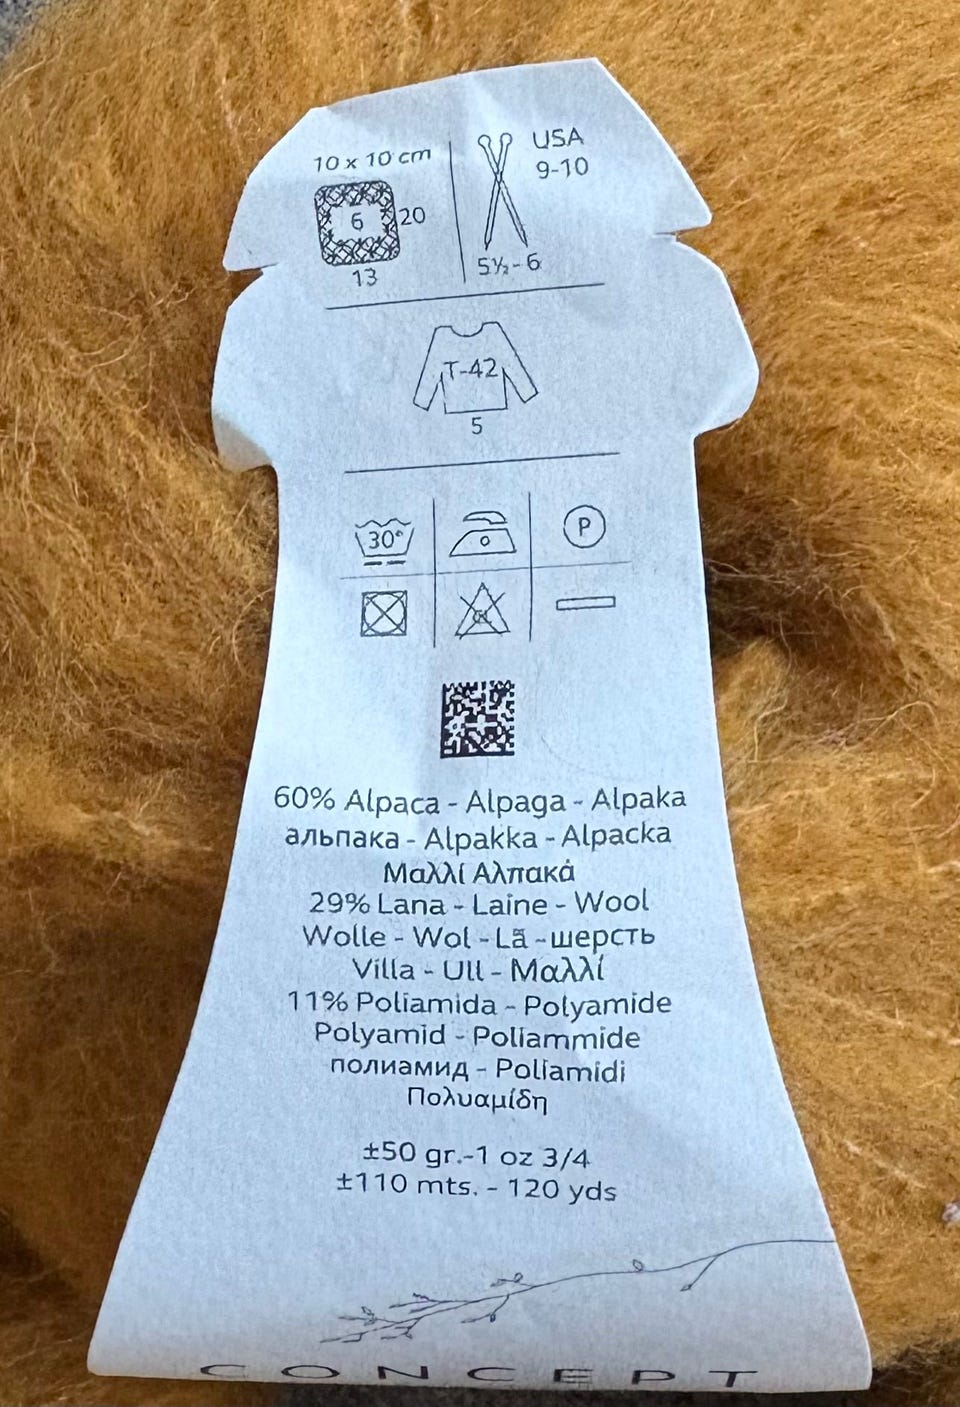 10 x 10 cm
6
20
13
USA
9-10
5½-6
T-42
5
30°
P
CL
60% Alpaca - Alpaga - Alpaka
альпака - Alpakka - Alpacka
Μαλλί Αλπακά
29% Lana - Laine - Wool
Wolle - Wol - Lã - шерсть
Villa - Ull - Μαλλί
11% Poliamida - Polyamide
Polyamid - Poliammide
полиамид - Poliamidi
Πολυαμίδη
±50 gr.-1 oz 3/4
±110 mts. - 120 yds
CONCEPT